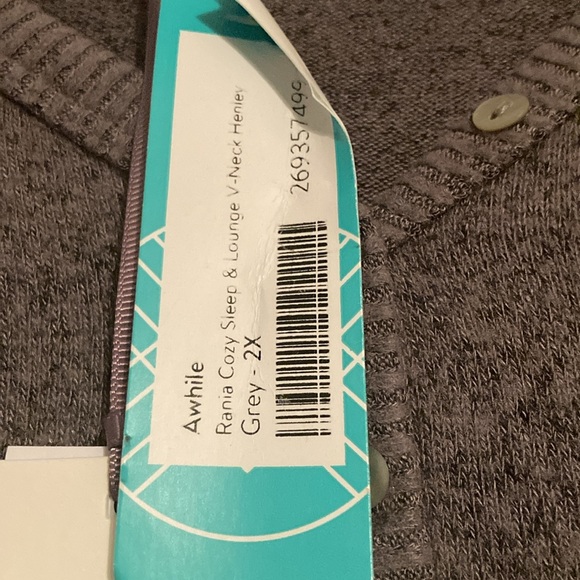 Awhile
Rania Cozy Sleep & Lounge V-Neck Henley
Grey - 2X
269357499